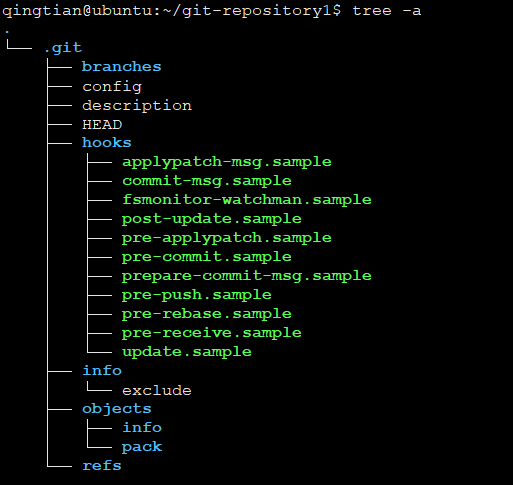 qingtian@ubuntu:~/git-repository1$ tree -a
.
└── .git
    ├── branches
    ├── config
    ├── description
    ├── HEAD
    ├── hooks
    │   ├── applypatch-msg.sample
    │   ├── commit-msg.sample
    │   ├── fsmonitor-watchman.sample
    │   ├── post-update.sample
    │   ├── pre-applypatch.sample
    │   ├── pre-commit.sample
    │   ├── prepare-commit-msg.sample
    │   ├── pre-push.sample
    │   ├── pre-rebase.sample
    │   ├── pre-receive.sample
    │   └── update.sample
    ├── info
    │   └── exclude
    ├── objects
    │   ├── info
    │   └── pack
    └── refs